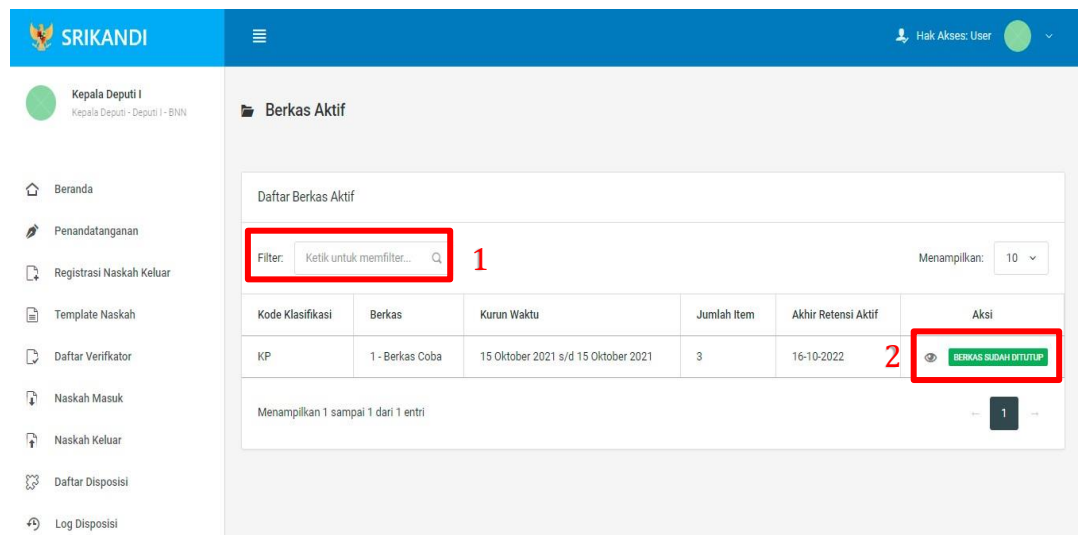 SRIKANDI
Hak Akses: User
Kepala Deputi I
Kepala Deputi - Deputi I - BNN
Berkas Aktif
Beranda
Penandatanganan
Registrasi Naskah Keluar
Template Naskah
Daftar Verifkator
Naskah Masuk
Naskah Keluar
Daftar Disposisi
Log Disposisi
Daftar Berkas Aktif
Filter: Ketik untuk memfilter... 1 Menampilkan: 10
Kode Klasifikasi Berkas Kurun Waktu Jumlah Item Akhir Retensi Aktif Aksi
KP 1 - Berkas Coba 15 Oktober 2021 s/d 15 Oktober 2021 3 16-10-2022 2 BERKAS SUDAH DITUTUP
Menampilkan 1 sampai 1 dari 1 entri ← 1 →